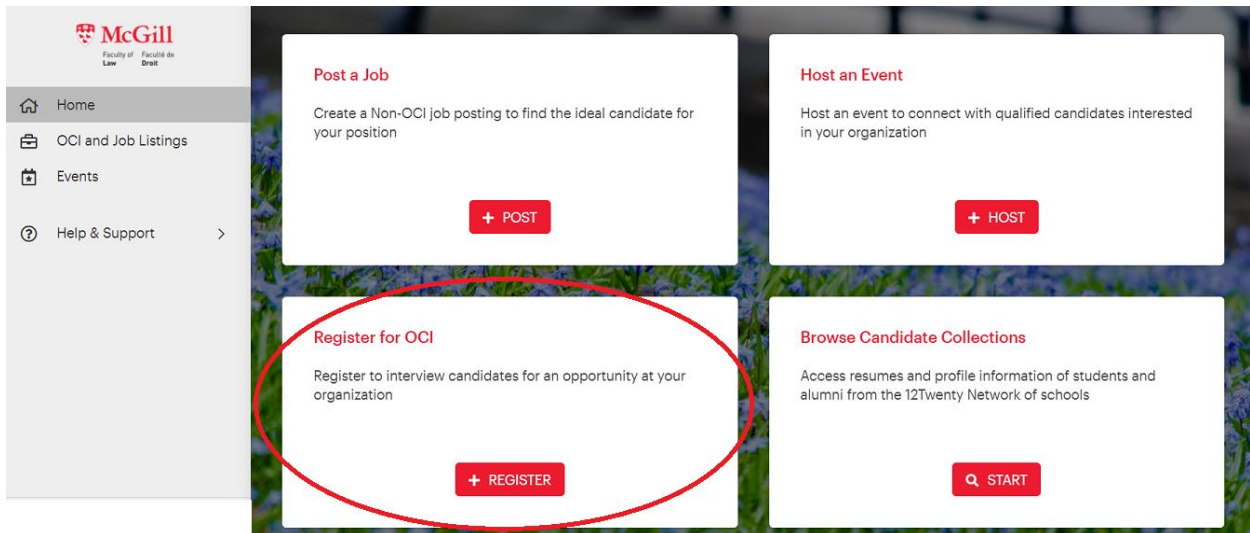 McGill
Faculty of Faculté de
Law Droit
Home
OCI and Job Listings
Events
Help & Support
Post a Job
Create a Non-OCI job posting to find the ideal candidate for
your position
+ POST
Host an Event
Host an event to connect with qualified candidates interested
in your organization
+ HOST
Register for OCI
Register to interview candidates for an opportunity at your
organization
+ REGISTER
Browse Candidate Collections
Access resumes and profile information of students and
alumni from the 12Twenty Network of schools
START